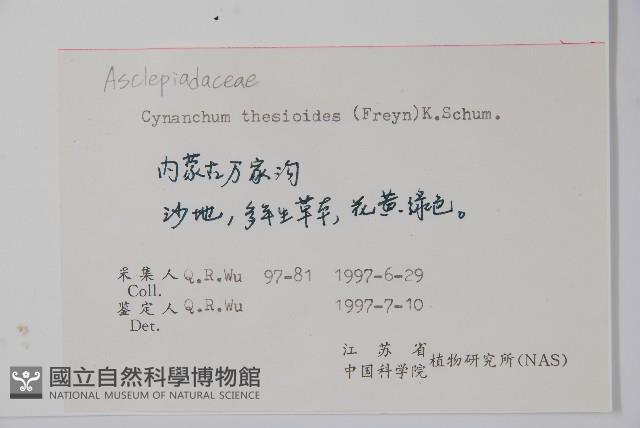 Asclepiadaceae
Cynanchum thesioides (Freyn)K.Schum.
内蒙古万家沟
沙地，多年生草本，花黄绿色。
采集人 Q.R.Wu 97-81 1997-6-29
Coll.
鉴定人 Q.R.Wu 1997-7-10
Det.
江苏省
中国科学院 植物研究所(NAS)
國立自然科學博物館
NATIONAL MUSEUM OF NATURAL SCIENCE